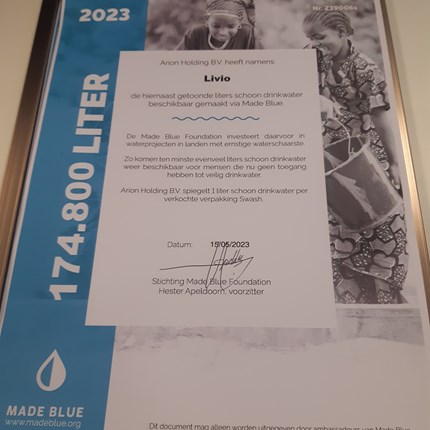 2023
Nr. 2390064
174.800 LITER
Arion Holding B.V. heeft namens:
Livio
de hiernaast getoonde liters schoon drinkwater
beschikbaar gemaakt via Made Blue.
De Made Blue Foundation investeert daarvoor in
waterprojecten in landen met ernstige waterschaarste.
Zo komen ten minste evenveel liters schoon drinkwater
weer beschikbaar voor mensen die nu geen toegang
hebben tot veilig drinkwater.
Arion Holding B.V. spiegelt 1 liter schoon drinkwater per
verkochte verpakking Swash.
Datum: 15/05/2023
Stichting Made Blue Foundation
Hester Apeldoorn, voorzitter
MADE BLUE
www.madeblue.org
Dit document mag alleen worden uitgegeven door ambassadeurs van Made Blue